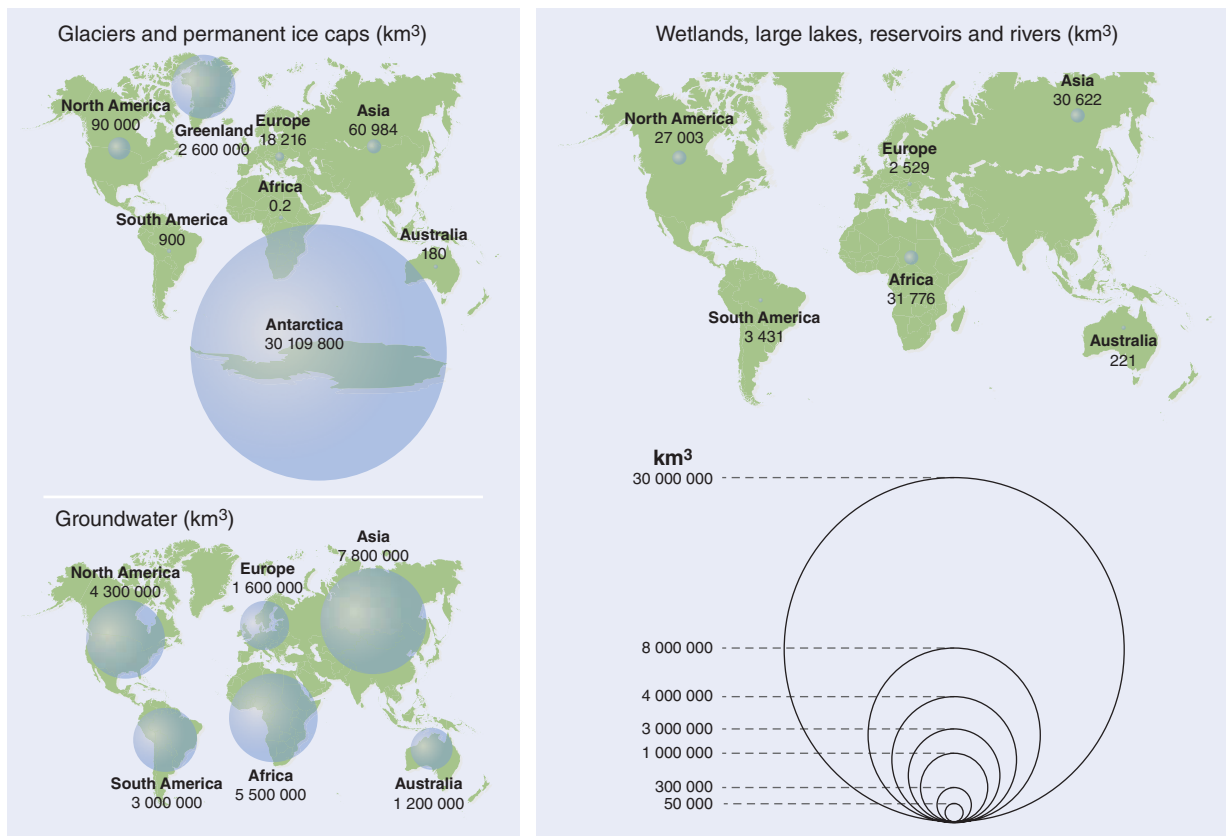 Glaciers and permanent ice caps (km³)
North America
90 000
Greenland
2 600 000
Europe
18 216
Asia
60 984
Africa
0.2
South America
900
Australia
180
Antarctica
30 109 800
Groundwater (km³)
North America
4 300 000
Europe
1 600 000
Asia
7 800 000
South America
3 000 000
Africa
5 500 000
Australia
1 200 000
Wetlands, large lakes, reservoirs and rivers (km³)
North America
27 003
Europe
2 529
Asia
30 622
Africa
31 776
South America
3 431
Australia
221
km³
30 000 000
8 000 000
4 000 000
3 000 000
1 000 000
300 000
50 000